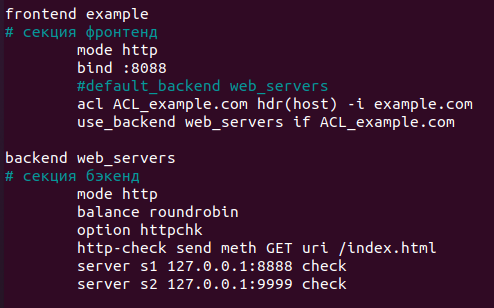 frontend example
# секция фронтенд
        mode http
        bind :8088
        #default_backend web_servers
        acl ACL_example.com hdr(host) -i example.com
        use_backend web_servers if ACL_example.com

backend web_servers
# секция бэкенд
        mode http
        balance roundrobin
        option httpchk
        http-check send meth GET uri /index.html
        server s1 127.0.0.1:8888 check
        server s2 127.0.0.1:9999 check